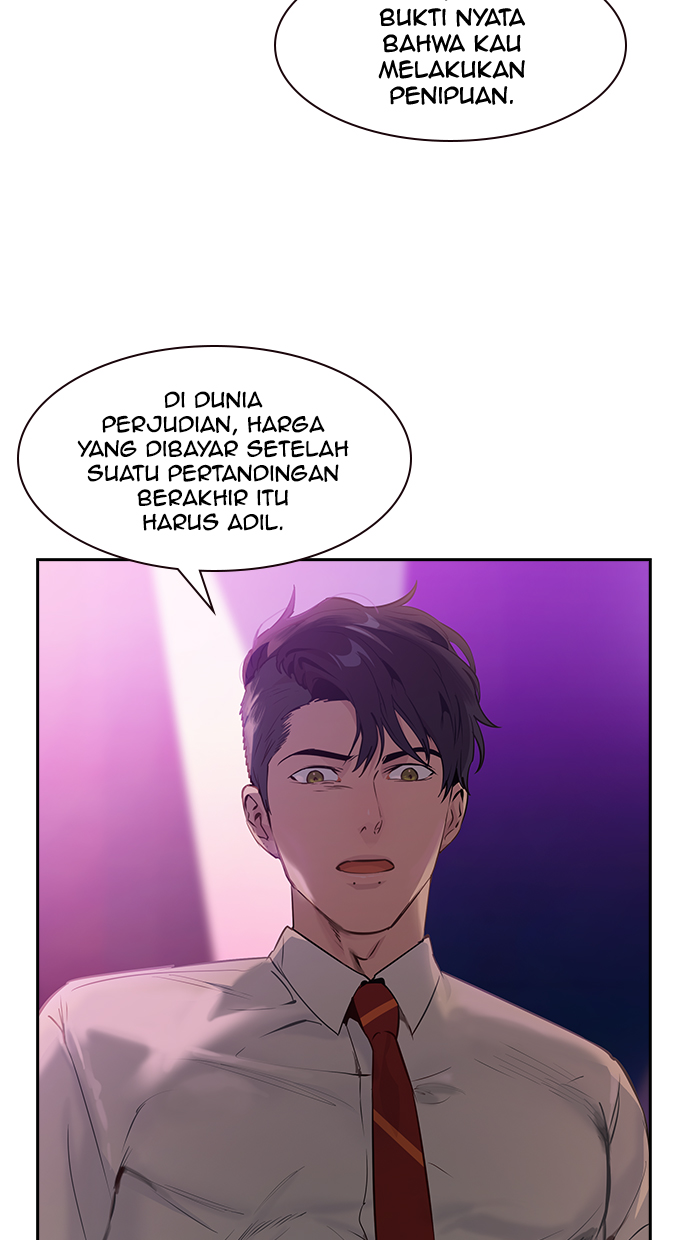 BUKTI NYATA
BAHWA KAU
MELAKUKAN
PENIPUAN.
DI DUNIA
PERJUDIAN, HARGA
YANG DIBAYAR SETELAH
SUATU PERTANDINGAN
BERAKHIR ITU
HARUS ADIL.